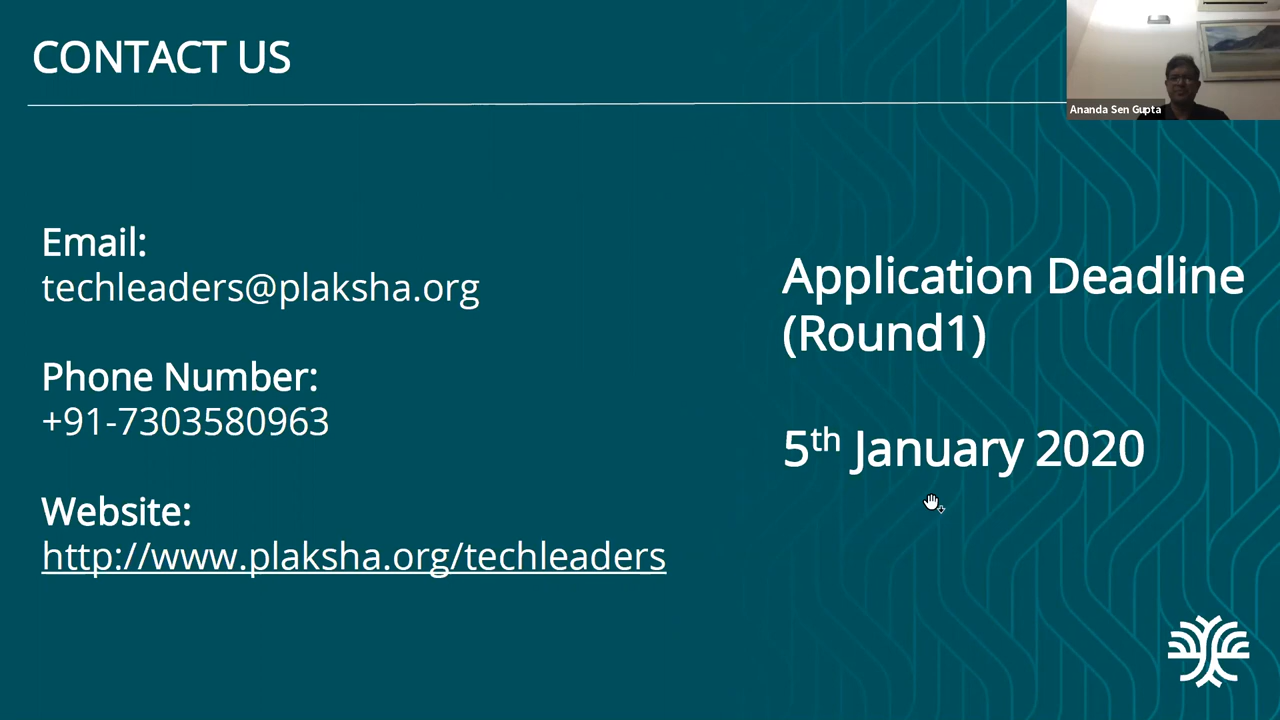 CONTACT US
Ananda Sen Gupta
Email:
techleaders@plaksha.org
Phone Number:
+91-7303580963
Website:
http://www.plaksha.org/techleaders
Application Deadline
(Round1)
5th January 2020